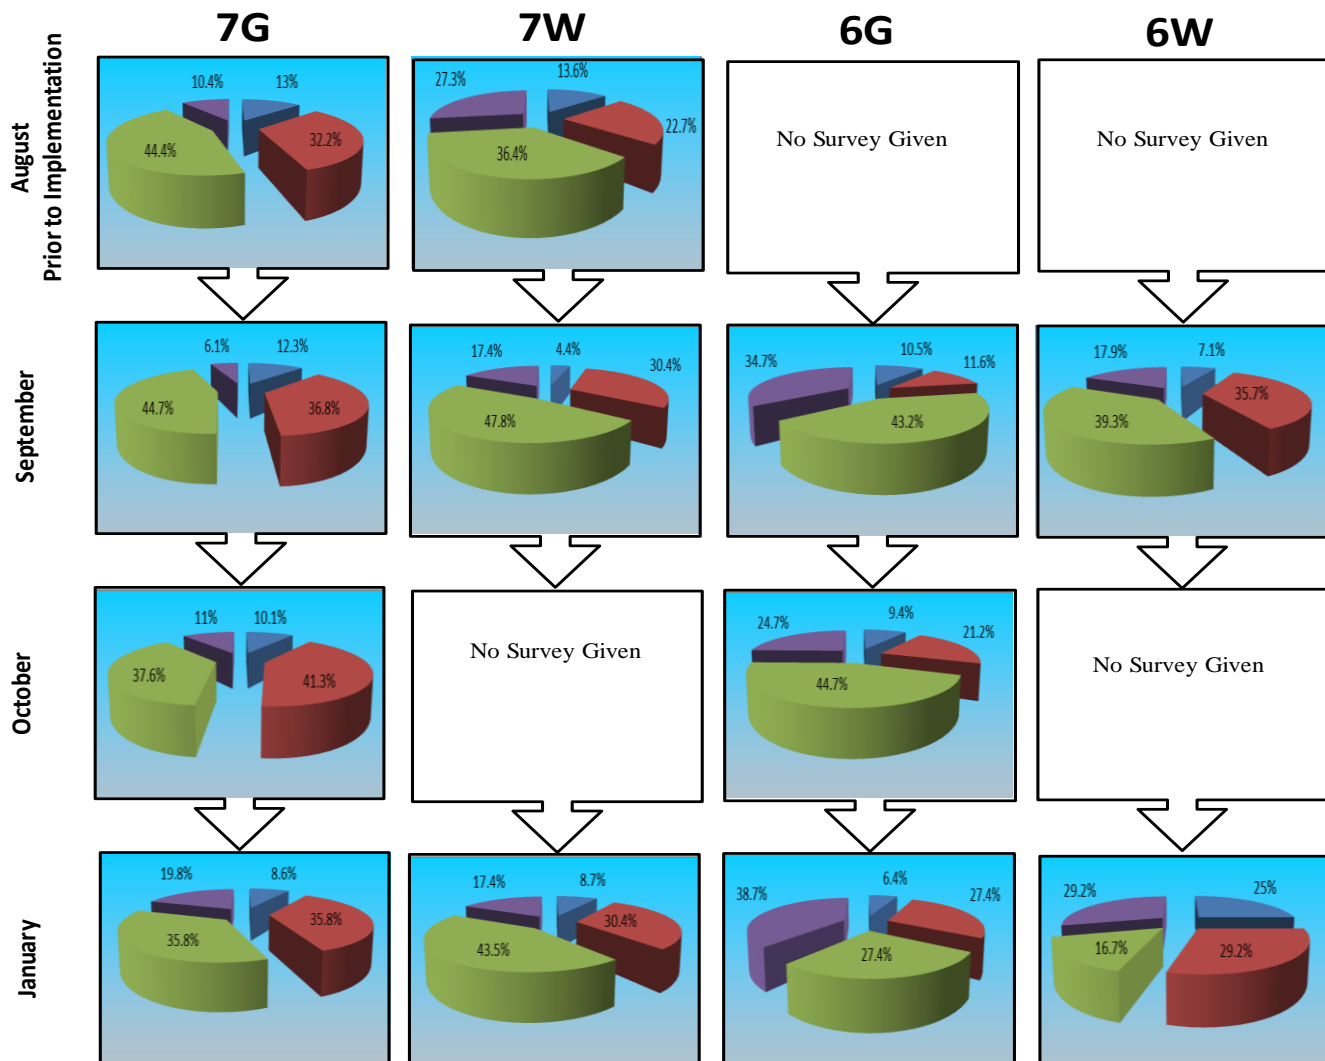 7G 7W 6G 6W
August
Prior to Implementation
10.4% 13%
32.2%
44.4%
27.3% 13.6%
22.7%
36.4%
No Survey Given
No Survey Given
September
6.1% 12.3%
44.7% 36.8%
17.4% 4.4% 30.4%
47.8%
34.7% 10.5% 11.6%
43.2%
17.9% 7.1%
35.7%
39.3%
October
11% 10.1%
37.6% 41.3%
No Survey Given
24.7% 9.4% 21.2%
44.7%
No Survey Given
January
19.8% 8.6%
35.8% 35.8%
17.4% 8.7%
30.4%
43.5%
38.7% 6.4% 27.4%
27.4%
29.2% 25%
16.7% 29.2%